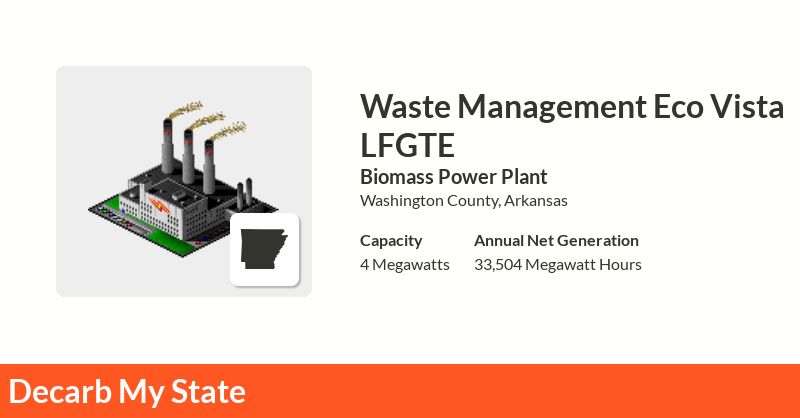 Waste Management Eco Vista
LFGTE
Biomass Power Plant
Washington County, Arkansas
Capacity
Annual Net Generation
4 Megawatts
33,504 Megawatt Hours
Decarb My State